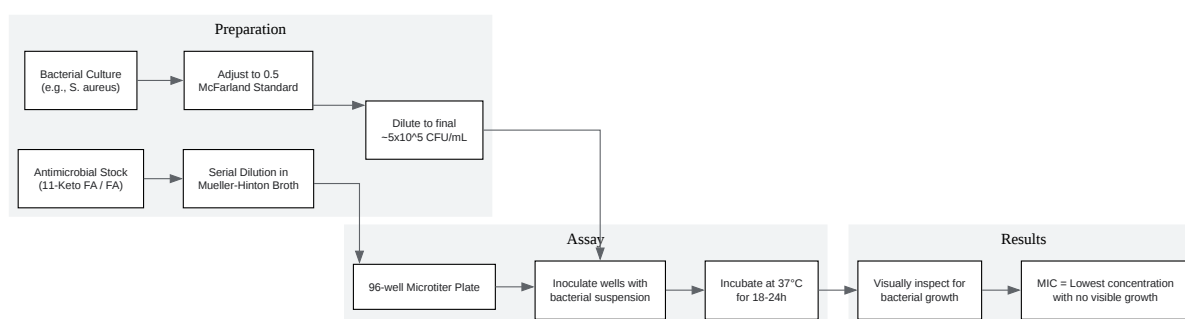 Preparation
Bacterial Culture
(e.g., S. aureus)
Adjust to 0.5
McFarland Standard
Dilute to final
~5x10^5 CFU/mL
Antimicrobial Stock
(11-Keto FA / FA)
Serial Dilution in
Mueller-Hinton Broth
Assay
96-well Microtiter Plate
Inoculate wells with
bacterial suspension
Incubate at 37°C
for 18-24h
Results
Visually inspect for
bacterial growth
MIC = Lowest concentration
with no visible growth